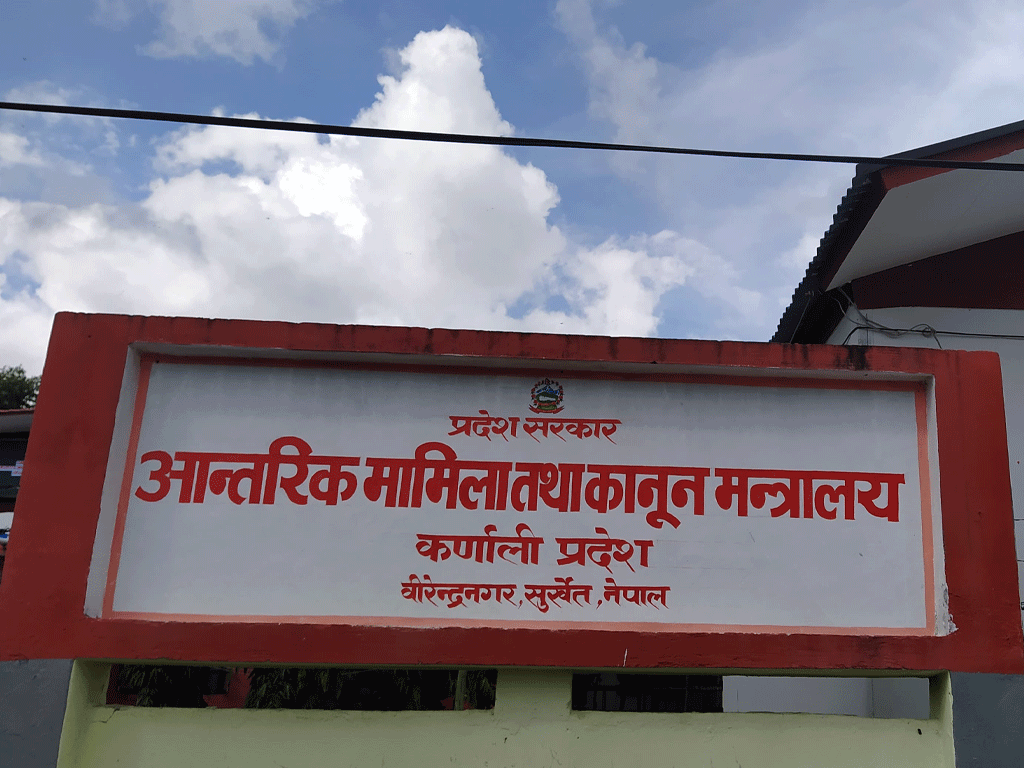 प्रदेश सरकार
आन्तरिक मामिला तथा कानून मन्त्रालय
कर्णाली प्रदेश
वीरेन्द्रनगर, सुर्खेत, नेपाल